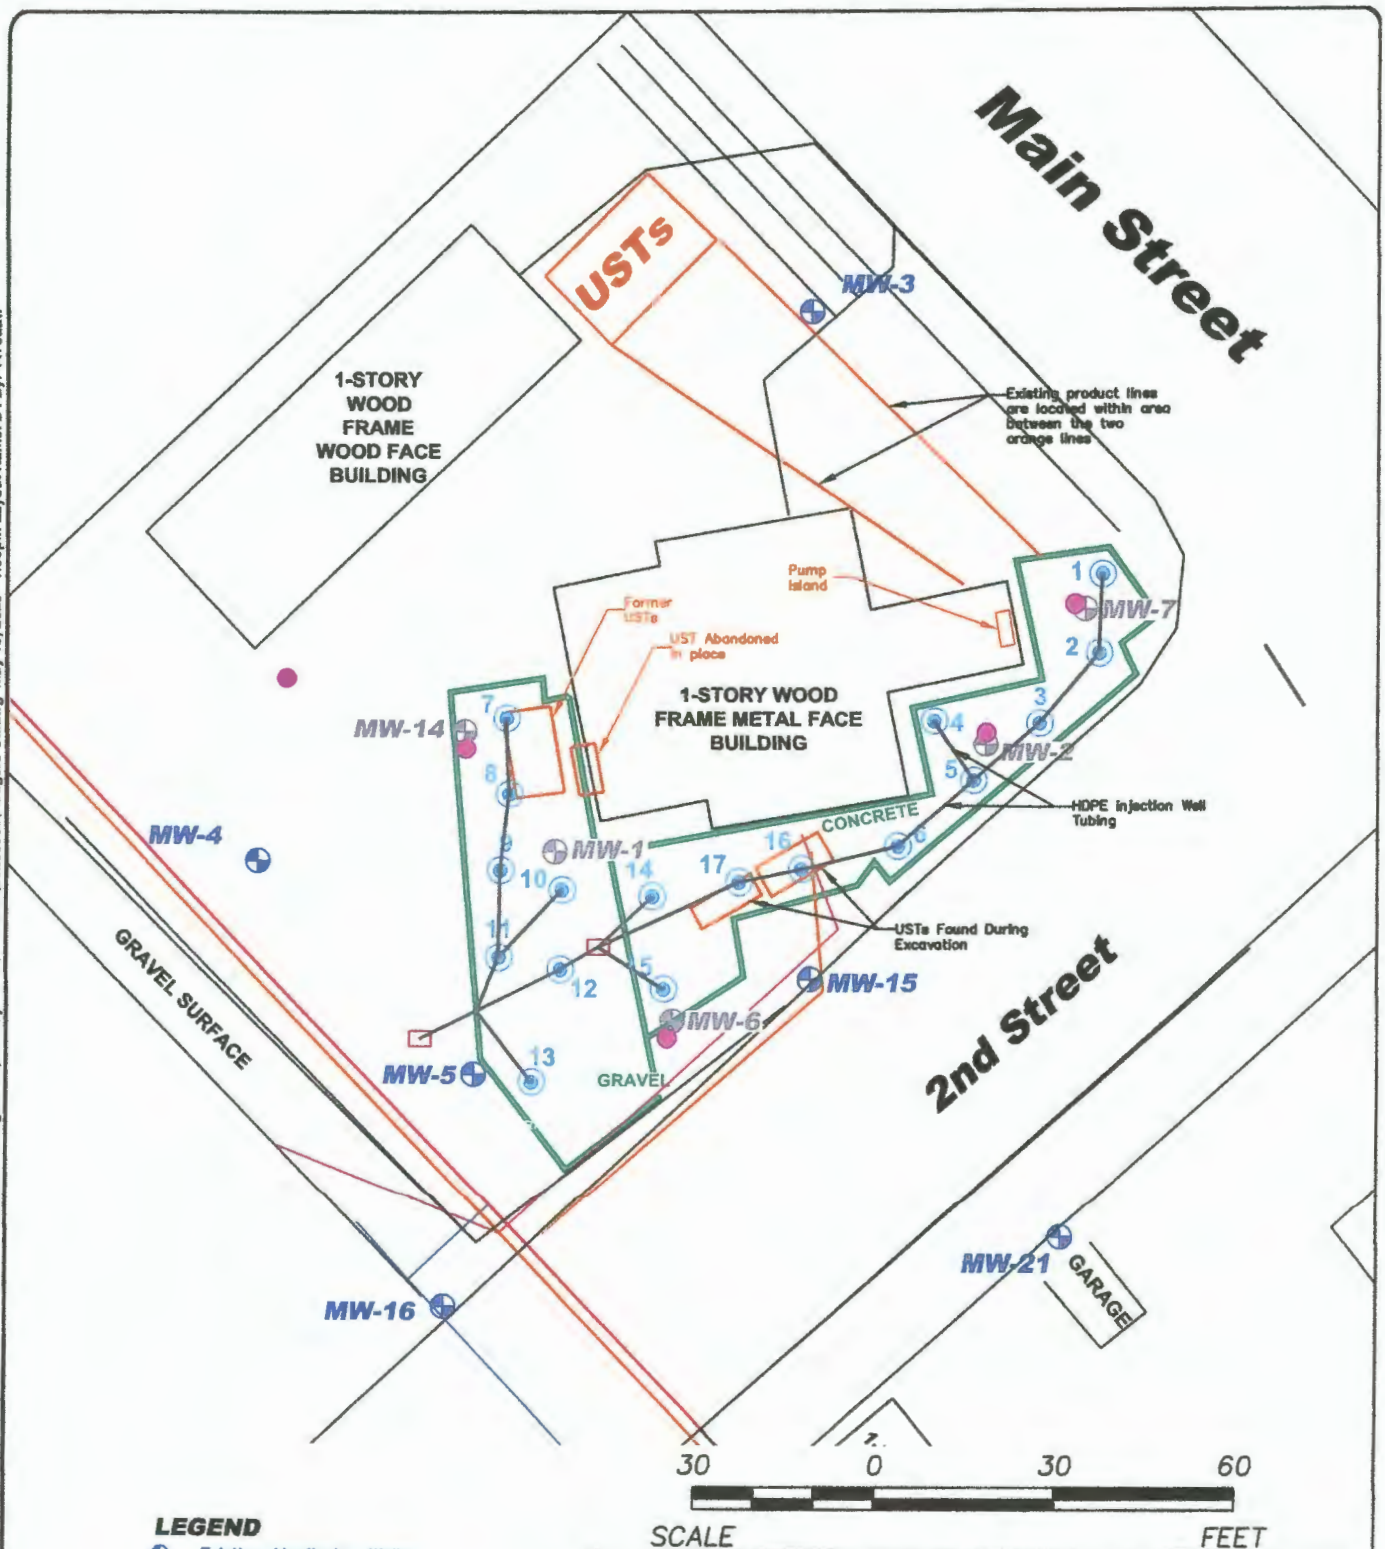 Main Street
USTs
MW-3
1-STORY
WOOD
FRAME
WOOD FACE
BUILDING
Existing product lines
are located within area
between the two
orange lines
Pump
Island
1
MW-7
2
Former
USTs
UST Abandoned
in place
1-STORY WOOD
FRAME METAL FACE
BUILDING
3
4
MW-2
5
7
MW-14
8
HDPE injection Well
Tubing
CONCRETE
6
MW-4
9
MW-1
10
14
17
16
11
USTs Found During
Excavation
12
5
MW-15
GRAVEL SURFACE
MW-6
2nd Street
MW-5
13
GRAVEL
MW-21
GARAGE
MW-16
30 0 30 60
SCALE FEET
LEGEND